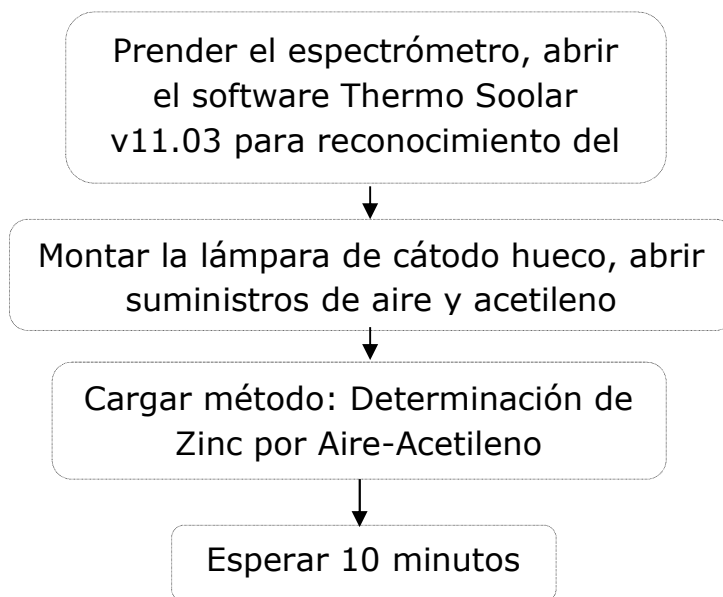 Prender el espectrómetro, abrir
el software Thermo Soolar
v11.03 para reconocimiento del
Montar la lámpara de cátodo hueco, abrir
suministros de aire y acetileno
Cargar método: Determinación de
Zinc por Aire-Acetileno
Esperar 10 minutos